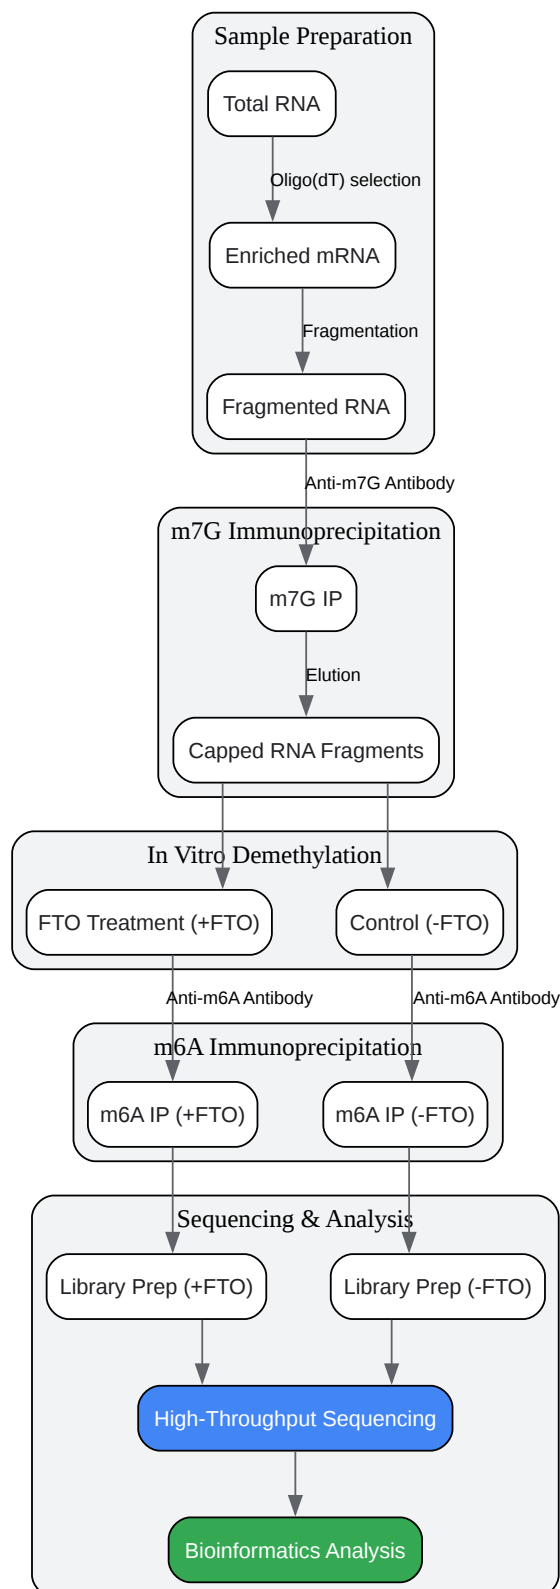 Sample Preparation
Total RNA
Oligo(dT) selection
Enriched mRNA
Fragmentation
Fragmented RNA
Anti-m7G Antibody
m7G Immunoprecipitation
m7G IP
Elution
Capped RNA Fragments
In Vitro Demethylation
FTO Treatment (+FTO)
Control (-FTO)
Anti-m6A Antibody
Anti-m6A Antibody
m6A Immunoprecipitation
m6A IP (+FTO)
m6A IP (-FTO)
Sequencing & Analysis
Library Prep (+FTO)
Library Prep (-FTO)
High-Throughput Sequencing
Bioinformatics Analysis